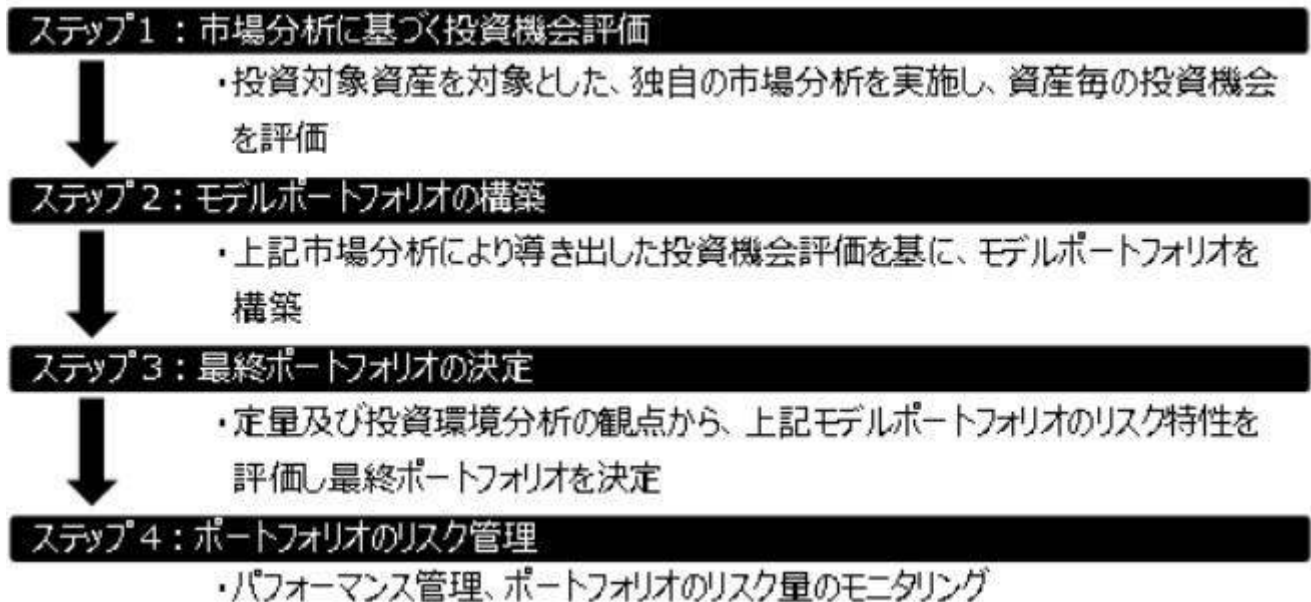 ステップ1：市場分析に基づく投資機会評価
・投資対象資産を対象とした、独自の市場分析を実施し、資産毎の投資機会
を評価
ステップ2：モデルポートフォリオの構築
・上記市場分析により導き出した投資機会評価を基に、モデルポートフォリオを
構築
ステップ3：最終ポートフォリオの決定
・定量及び投資環境分析の観点から、上記モデルポートフォリオのリスク特性を
評価し最終ポートフォリオを決定
ステップ4：ポートフォリオのリスク管理
・パフォーマンス管理、ポートフォリオのリスク量のモニタリング